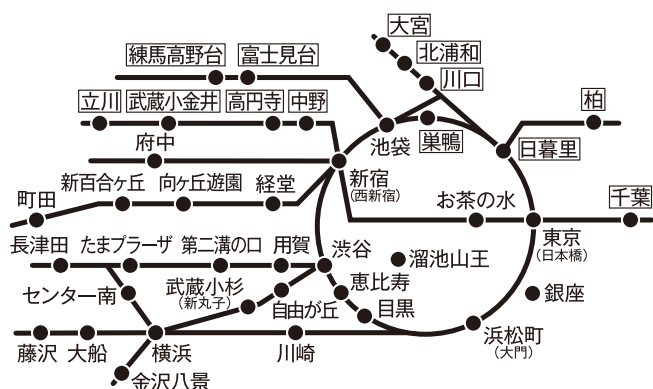 大宮
北浦和
川口
練馬高野台
富士見台
立川
武蔵小金井
高円寺
中野
柏
池袋
巣鴨
日暮里
府中
新宿
(西新宿)
新百合ヶ丘
向ヶ丘遊園
経堂
町田
お茶の水
千葉
東京
(日本橋)
長津田
たまプラーザ
第二溝の口
用賀
渋谷
溜池山王
センター南
武蔵小杉
(新丸子)
自由が丘
恵比寿
目黒
銀座
浜松町
(大門)
藤沢
大船
横浜
川崎
金沢八景